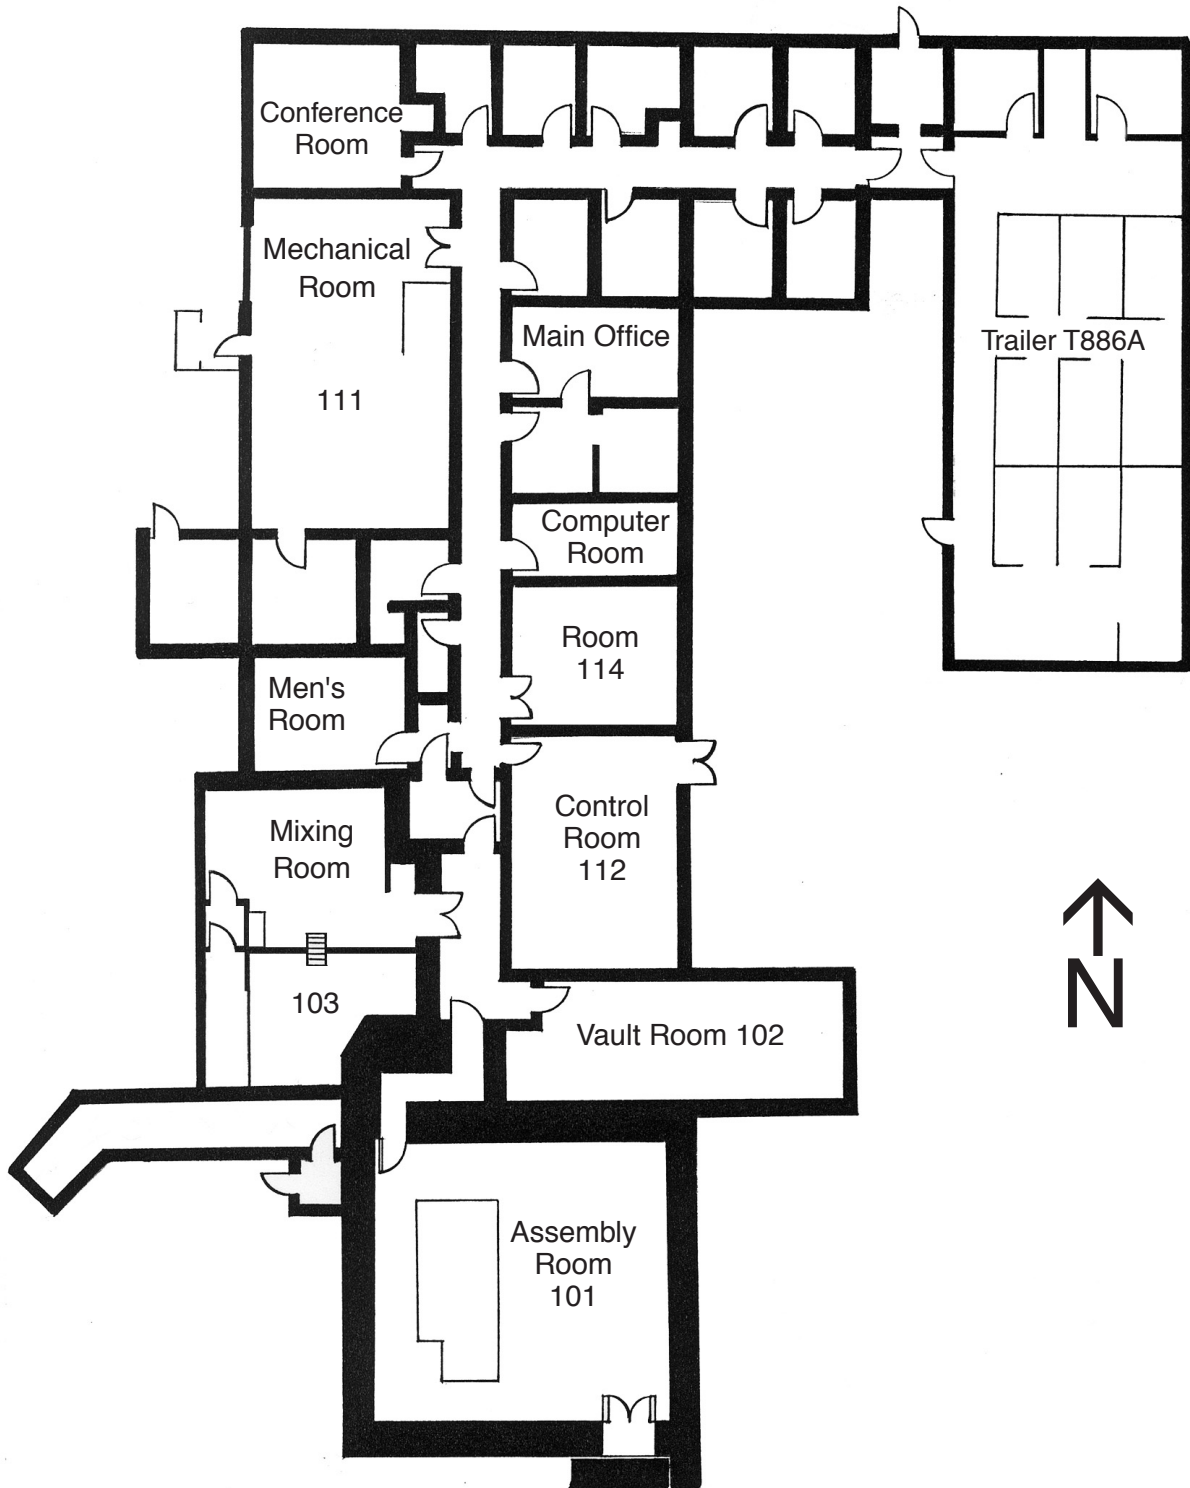 Conference
Room
Mechanical
Room
111
Main Office
Trailer T886A
Computer
Room
Room
114
Men's
Room
Control
Room
112
Mixing
Room
103
N
Vault Room 102
Assembly
Room
101